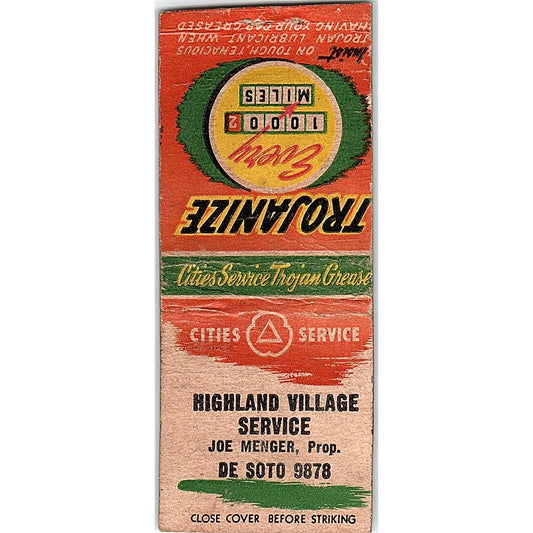 Insist ON TOUGH, TENACIOUS
TROJAN LUBRICANT WHEN
HAVING YOUR CAR GREASED
Every
10002
MILES
TROJANIZE
Cities Service Trojan Grease
CITIES SERVICE
HIGHLAND VILLAGE
SERVICE
JOE MENGER, Prop.
DE SOTO 9878
CLOSE COVER BEFORE STRIKING